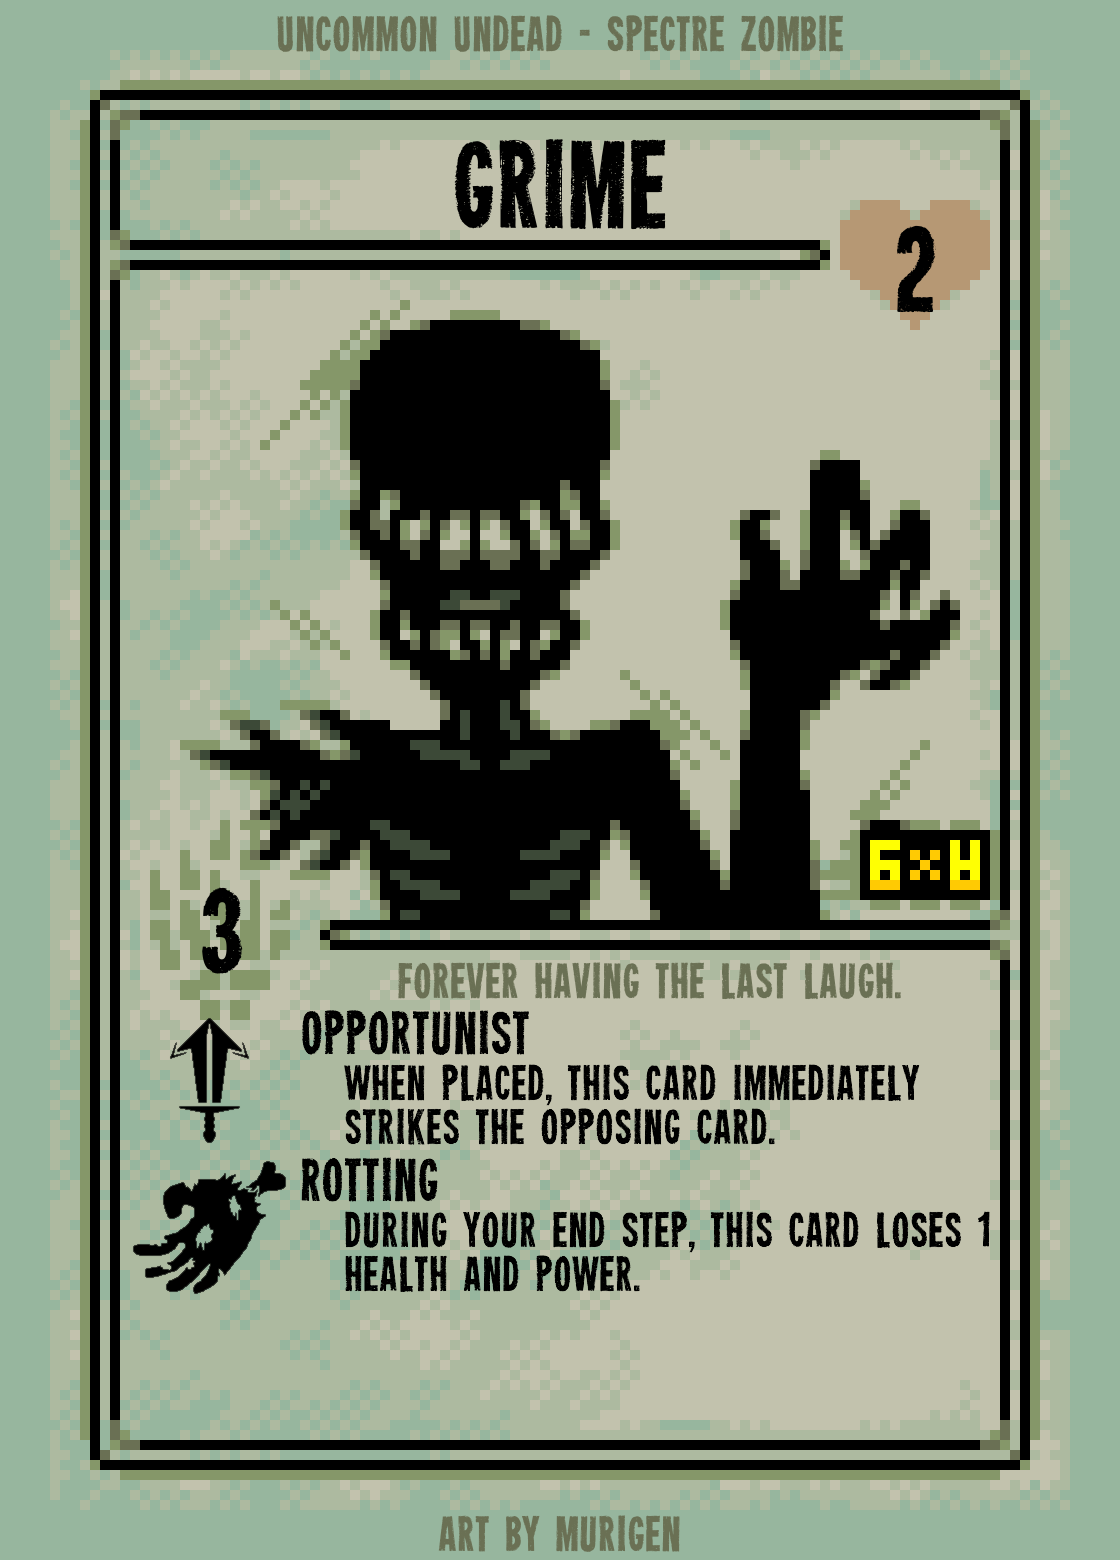 UNCOMMON UNDEAD - SPECTRE ZOMBIE
GRIME
2
3
FOREVER HAVING THE LAST LAUGH.
OPPORTUNIST
WHEN PLACED, THIS CARD IMMEDIATELY
STRIKES THE OPPOSING CARD.
ROTTING
DURING YOUR END STEP, THIS CARD LOSES 1
HEALTH AND POWER.
ART BY MURIGEN